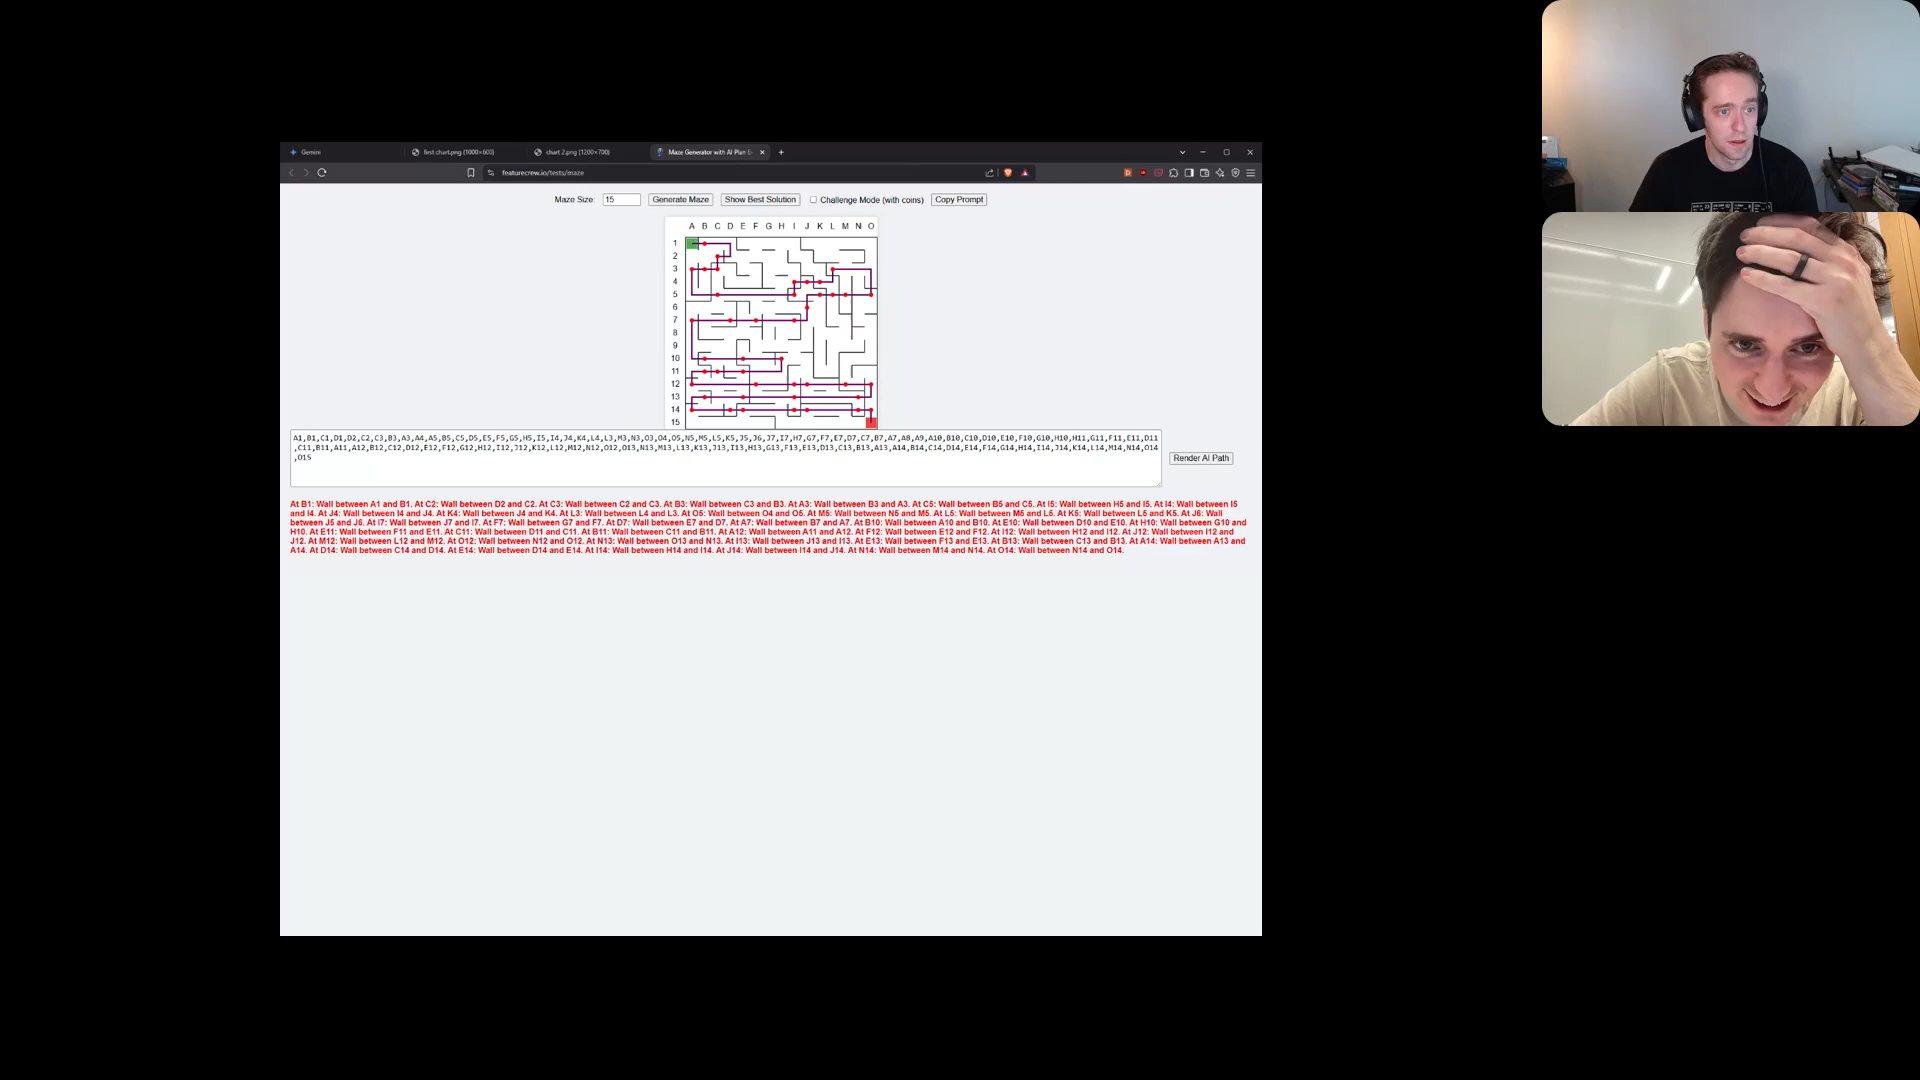 Gemini
first chart.png (1000×600)
chart 2.png (1200×700)
Maze Generator with AI Plan E
featurecrew.io/tests/maze
Maze Size: 15 Generate Maze Show Best Solution Challenge Mode (with coins) Copy Prompt
A B C D E F G H I J K L M N O
1
2
3
4
5
6
7
8
9
10
11
12
13
14
15
A1,B1,C1,D1,D2,C2,C3,B3,A3,A4,A5,B5,C5,D5,E5,F5,G5,H5,I5,I4,J4,K4,L4,L3,M3,N3,O3,O4,O5,N5,M5,L5,K5,J5,J6,J7,I7,H7,G7,F7,E7,D7,C7,B7,A7,A8,A9,A10,B10,C10,D10,E10,F10,G10,H10,H11,G11,F11,E11,D11
,C11,B11,A11,A12,B12,C12,D12,E12,F12,G12,H12,I12,J12,K12,L12,M12,N12,O12,O13,N13,M13,L13,K13,J13,I13,H13,G13,F13,E13,D13,C13,B13,A13,A14,B14,C14,D14,E14,F14,G14,H14,I14,J14,K14,L14,M14,N14,O14
,O15
Render AI Path
At B1: Wall between A1 and B1. At C2: Wall between D2 and C2. At C3: Wall between C2 and C3. At B3: Wall between C3 and B3. At A3: Wall between B3 and A3. At C5: Wall between B5 and C5. At I5: Wall between H5 and I5. At I4: Wall between I5
and I4. At J4: Wall between I4 and J4. At K4: Wall between J4 and K4. At L3: Wall between L4 and L3. At O5: Wall between O4 and O5. At M5: Wall between N5 and M5. At L5: Wall between M5 and L5. At K5: Wall between L5 and K5. At J6: Wall
between J5 and J6. At I7: Wall between J7 and I7. At F7: Wall between G7 and F7. At D7: Wall between E7 and D7. At A7: Wall between B7 and A7. At B10: Wall between A10 and B10. At E10: Wall between D10 and E10. At H10: Wall between G10 and
H10. At E11: Wall between F11 and E11. At C11: Wall between D11 and C11. At B11: Wall between C11 and B11. At A12: Wall between A11 and A12. At F12: Wall between E12 and F12. At I12: Wall between H12 and I12. At J12: Wall between I12 and
J12. At M12: Wall between L12 and M12. At O12: Wall between N12 and O12. At N13: Wall between O13 and N13. At I13: Wall between J13 and I13. At E13: Wall between F13 and E13. At B13: Wall between C13 and B13. At A14: Wall between A13 and
A14. At D14: Wall between C14 and D14. At E14: Wall between D14 and E14. At I14: Wall between H14 and I14. At J14: Wall between I14 and J14. At N14: Wall between M14 and N14. At O14: Wall between N14 and O14.